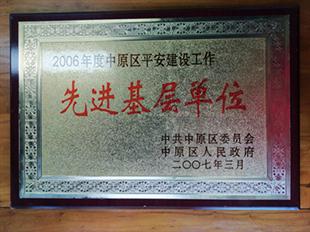 2006年度中原区平安建设工作
先进基层单位
中共中原区委员会
中原区人民政府
二〇〇七年三月